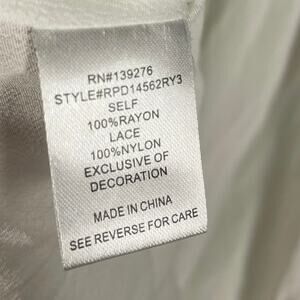 RN#139276
STYLE#RPD14562RY3
SELF
100%RAYON
LACE
100%NYLON
EXCLUSIVE OF
DECORATION
MADE IN CHINA
SEE REVERSE FOR CARE